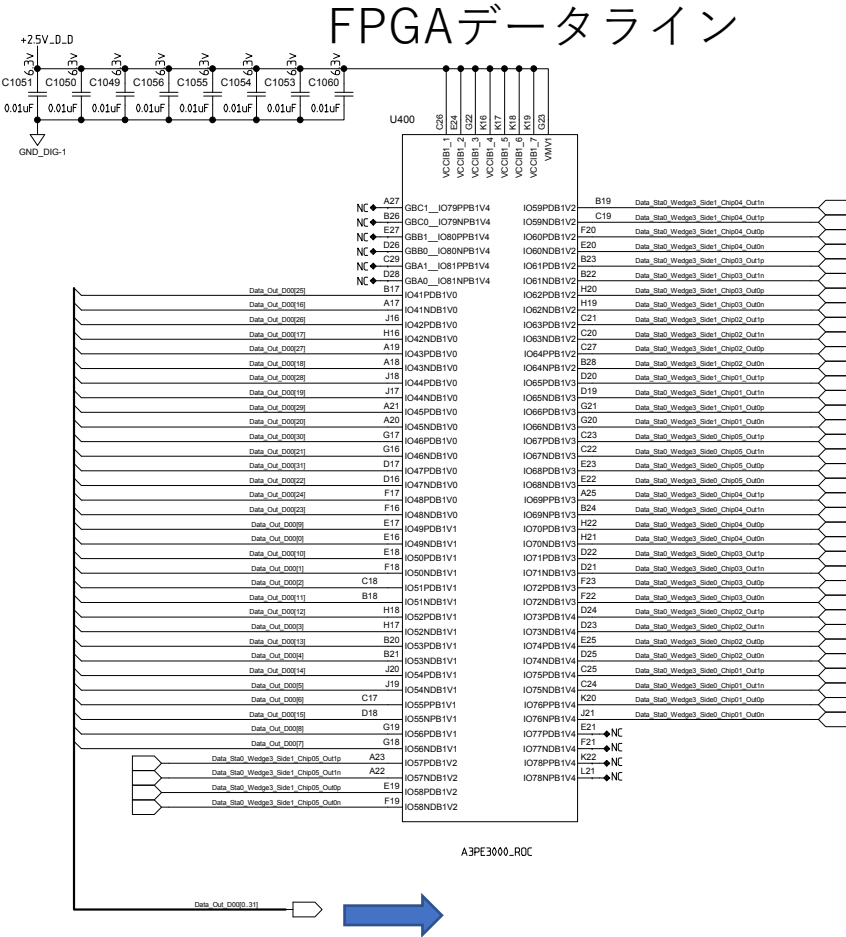 FPGAデータライン
+2.5V_D_D
6.3V 6.3V 6.3V 6.3V 6.3V 6.3V 6.3V 6.3V
C1051 C1050 C1049 C1056 C1055 C1054 C1053 C1060
0.01uF 0.01uF 0.01uF 0.01uF 0.01uF 0.01uF 0.01uF 0.01uF
GND_DIG-1
U400
C26 E24 G22 K16 K17 K18 K19 G23
VCCIB1_1 VCCIB1_2 VCCIB1_3 VCCIB1_4 VCCIB1_5 VCCIB1_6 VCCIB1_7 VMV1
NC A27 GBC1__IO79PPB1V4 IO59PDB1V2 B19 Data_Sta0_Wedge3_Side1_Chip04_Out1n
NC B26 GBC0__IO79NPB1V4 IO59NDB1V2 C19 Data_Sta0_Wedge3_Side1_Chip04_Out1p
NC E27 GBB1__IO80PPB1V4 IO60PDB1V2 F20 Data_Sta0_Wedge3_Side1_Chip04_Out0p
NC D26 GBB0__IO80NPB1V4 IO60NDB1V2 E20 Data_Sta0_Wedge3_Side1_Chip04_Out0n
NC C29 GBA1__IO81PPB1V4 IO61PDB1V2 B23 Data_Sta0_Wedge3_Side1_Chip03_Out1p
NC D28 GBA0__IO81NPB1V4 IO61NDB1V2 B22 Data_Sta0_Wedge3_Side1_Chip03_Out1n
Data_Out_D00[25] B17 IO41PDB1V0 IO62PDB1V2 H20 Data_Sta0_Wedge3_Side1_Chip03_Out0p
Data_Out_D00[16] A17 IO41NDB1V0 IO62NDB1V2 H19 Data_Sta0_Wedge3_Side1_Chip03_Out0n
Data_Out_D00[26] J16 IO42PDB1V0 IO63PDB1V2 C21 Data_Sta0_Wedge3_Side1_Chip02_Out1p
Data_Out_D00[17] H16 IO42NDB1V0 IO63NDB1V2 C20 Data_Sta0_Wedge3_Side1_Chip02_Out1n
Data_Out_D00[27] A19 IO43PDB1V0 IO64PPB1V2 C27 Data_Sta0_Wedge3_Side1_Chip02_Out0p
Data_Out_D00[18] A18 IO43NDB1V0 IO64NPB1V2 B28 Data_Sta0_Wedge3_Side1_Chip02_Out0n
Data_Out_D00[28] J18 IO44PDB1V0 IO65PDB1V3 D20 Data_Sta0_Wedge3_Side1_Chip01_Out1p
Data_Out_D00[19] J17 IO44NDB1V0 IO65NDB1V3 D19 Data_Sta0_Wedge3_Side1_Chip01_Out1n
Data_Out_D00[29] A21 IO45PDB1V0 IO66PDB1V3 G21 Data_Sta0_Wedge3_Side1_Chip01_Out0p
Data_Out_D00[20] A20 IO45NDB1V0 IO66NDB1V3 G20 Data_Sta0_Wedge3_Side1_Chip01_Out0n
Data_Out_D00[30] G17 IO46PDB1V0 IO67PDB1V3 C23 Data_Sta0_Wedge3_Side0_Chip05_Out1p
Data_Out_D00[21] G16 IO46NDB1V0 IO67NDB1V3 C22 Data_Sta0_Wedge3_Side0_Chip05_Out1n
Data_Out_D00[31] D17 IO47PDB1V0 IO68PDB1V3 E23 Data_Sta0_Wedge3_Side0_Chip05_Out0p
Data_Out_D00[22] D16 IO47NDB1V0 IO68NDB1V3 E22 Data_Sta0_Wedge3_Side0_Chip05_Out0n
Data_Out_D00[24] F17 IO48PDB1V0 IO69PPB1V3 A25 Data_Sta0_Wedge3_Side0_Chip04_Out1p
Data_Out_D00[23] F16 IO48NDB1V0 IO69NPB1V3 B24 Data_Sta0_Wedge3_Side0_Chip04_Out1n
Data_Out_D00[9] E17 IO49PDB1V1 IO70PDB1V3 H22 Data_Sta0_Wedge3_Side0_Chip04_Out0p
Data_Out_D00[0] E16 IO49NDB1V1 IO70NDB1V3 H21 Data_Sta0_Wedge3_Side0_Chip04_Out0n
Data_Out_D00[10] E18 IO50PDB1V1 IO71PDB1V3 D22 Data_Sta0_Wedge3_Side0_Chip03_Out1p
Data_Out_D00[1] F18 IO50NDB1V1 IO71NDB1V3 D21 Data_Sta0_Wedge3_Side0_Chip03_Out1n
Data_Out_D00[2] C18 IO51PDB1V1 IO72PDB1V3 F23 Data_Sta0_Wedge3_Side0_Chip03_Out0p
Data_Out_D00[11] B18 IO51NDB1V1 IO72NDB1V3 F22 Data_Sta0_Wedge3_Side0_Chip03_Out0n
Data_Out_D00[12] H18 IO52PDB1V1 IO73PDB1V4 D24 Data_Sta0_Wedge3_Side0_Chip02_Out1p
Data_Out_D00[3] H17 IO52NDB1V1 IO73NDB1V4 D23 Data_Sta0_Wedge3_Side0_Chip02_Out1n
Data_Out_D00[13] B20 IO53PDB1V1 IO74PDB1V4 E25 Data_Sta0_Wedge3_Side0_Chip02_Out0p
Data_Out_D00[4] B21 IO53NDB1V1 IO74NDB1V4 D25 Data_Sta0_Wedge3_Side0_Chip02_Out0n
Data_Out_D00[14] J20 IO54PDB1V1 IO75PDB1V4 C25 Data_Sta0_Wedge3_Side0_Chip01_Out1p
Data_Out_D00[5] J19 IO54NDB1V1 IO75NDB1V4 C24 Data_Sta0_Wedge3_Side0_Chip01_Out1n
Data_Out_D00[6] C17 IO55PPB1V1 IO76PPB1V4 K20 Data_Sta0_Wedge3_Side0_Chip01_Out0p
Data_Out_D00[15] D18 IO55NPB1V1 IO76NPB1V4 J21 Data_Sta0_Wedge3_Side0_Chip01_Out0n
Data_Out_D00[8] G19 IO56PDB1V1 IO77PDB1V4 E21 NC
Data_Out_D00[7] G18 IO56NDB1V1 IO77NDB1V4 F21 NC
Data_Sta0_Wedge3_Side1_Chip05_Out1p A23 IO57PDB1V2 IO78PPB1V4 K22 NC
Data_Sta0_Wedge3_Side1_Chip05_Out1n A22 IO57NDB1V2 IO78NPB1V4 L21 NC
Data_Sta0_Wedge3_Side1_Chip05_Out0p E19 IO58PDB1V2
Data_Sta0_Wedge3_Side1_Chip05_Out0n F19 IO58NDB1V2
A3PE3000_ROC
Data_Out_D00[0..31]